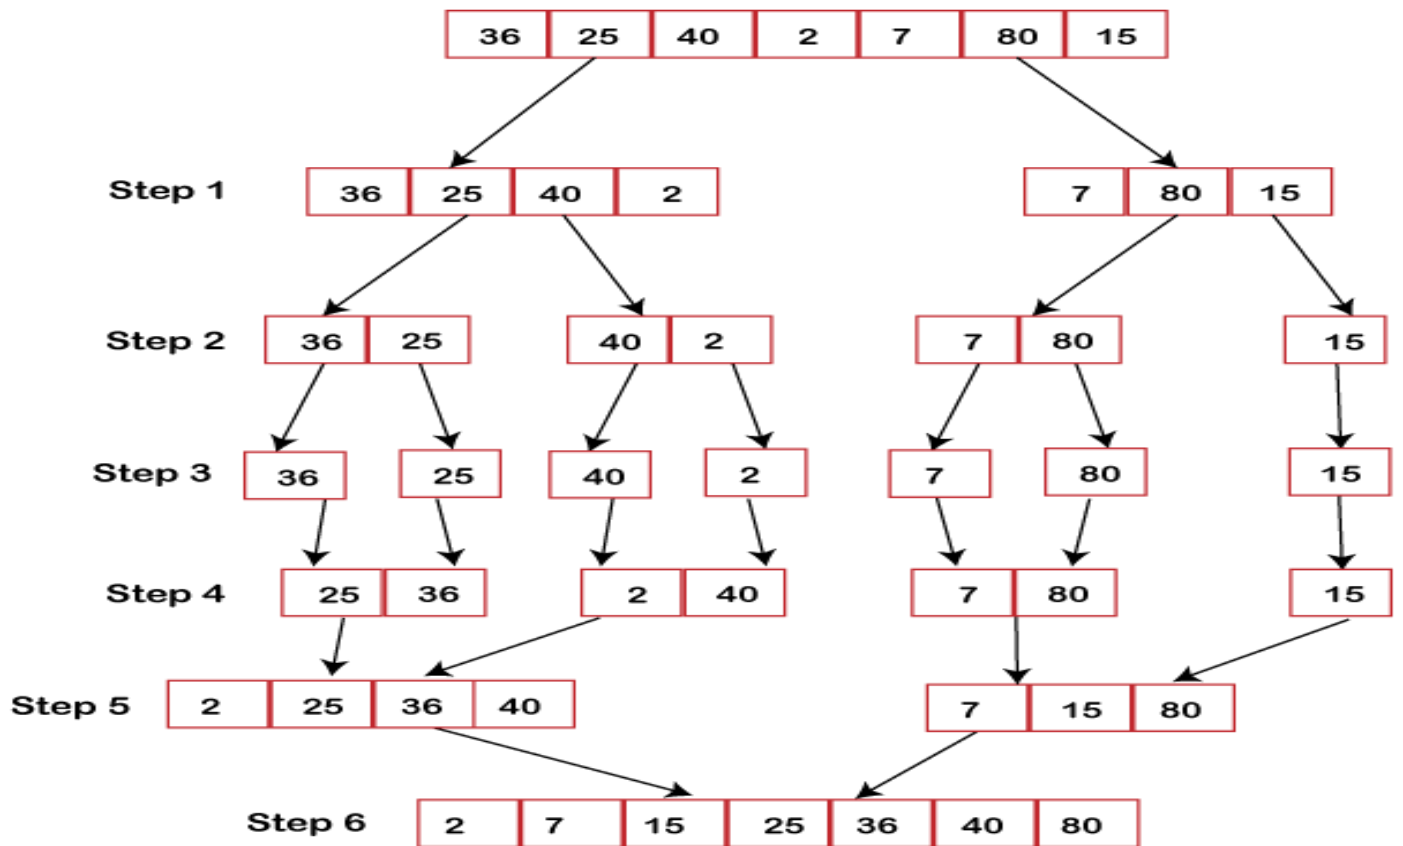 36 25 40 2 7 80 15
Step 1 36 25 40 2 7 80 15
Step 2 36 25 40 2 7 80 15
Step 3 36 25 40 2 7 80 15
Step 4 25 36 2 40 7 80 15
Step 5 2 25 36 40 7 15 80
Step 6 2 7 15 25 36 40 80